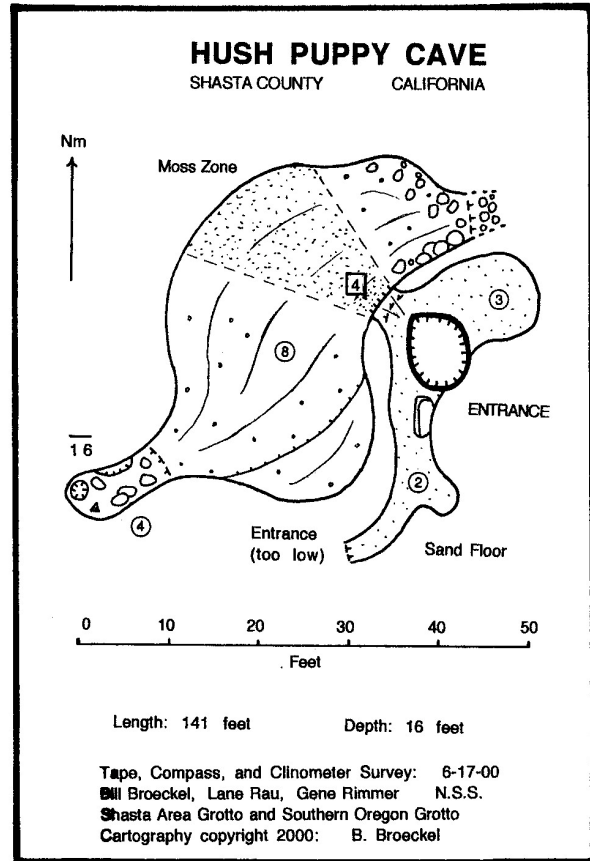 HUSH PUPPY CAVE
SHASTA COUNTY CALIFORNIA
Nm
Moss Zone
4
3
8
ENTRANCE
16
2
4
Entrance
(too low)
Sand Floor
0 10 20 30 40 50
Feet
Length: 141 feet Depth: 16 feet
Tape, Compass, and Clinometer Survey: 6-17-00
Bill Broeckel, Lane Rau, Gene Rimmer N.S.S.
Shasta Area Grotto and Southern Oregon Grotto
Cartography copyright 2000: B. Broeckel